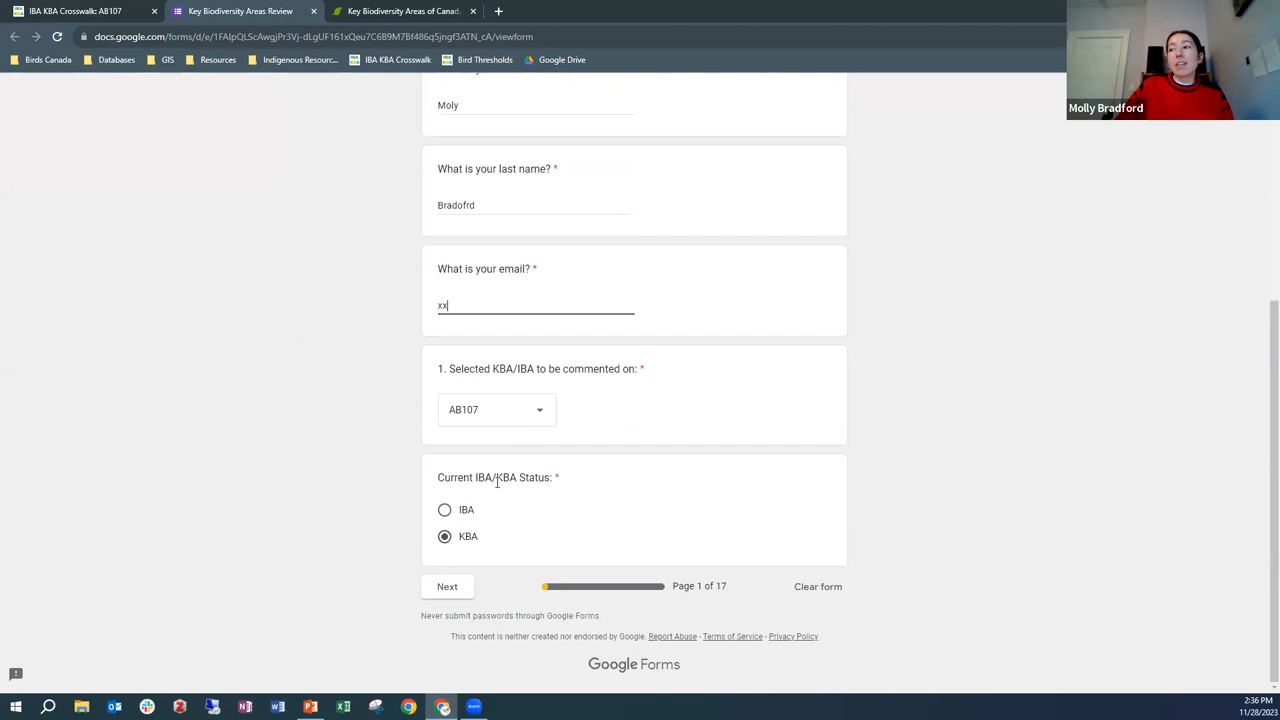 IBA KBA Crosswalk: AB107
Key Biodiversity Areas Review
Key Biodiversity Areas of Canad
docs.google.com/forms/d/e/1FAIpQLScAwgjPr3Vj-dLgUF161xQeu7C6B9M7Bf486q5jngf3ATN_cA/viewform
Birds Canada
Databases
GIS
Resources
Indigenous Resourc...
IBA KBA Crosswalk
Bird Thresholds
Google Drive
Molly Bradford
Moly
What is your last name? *
Bradofrd
What is your email? *
xx
1. Selected KBA/IBA to be commented on: *
AB107
Current IBA/KBA Status: *
IBA
KBA
Next
Page 1 of 17
Clear form
Never submit passwords through Google Forms.
This content is neither created nor endorsed by Google. Report Abuse - Terms of Service - Privacy Policy
Google Forms
2:36 PM
11/28/2023